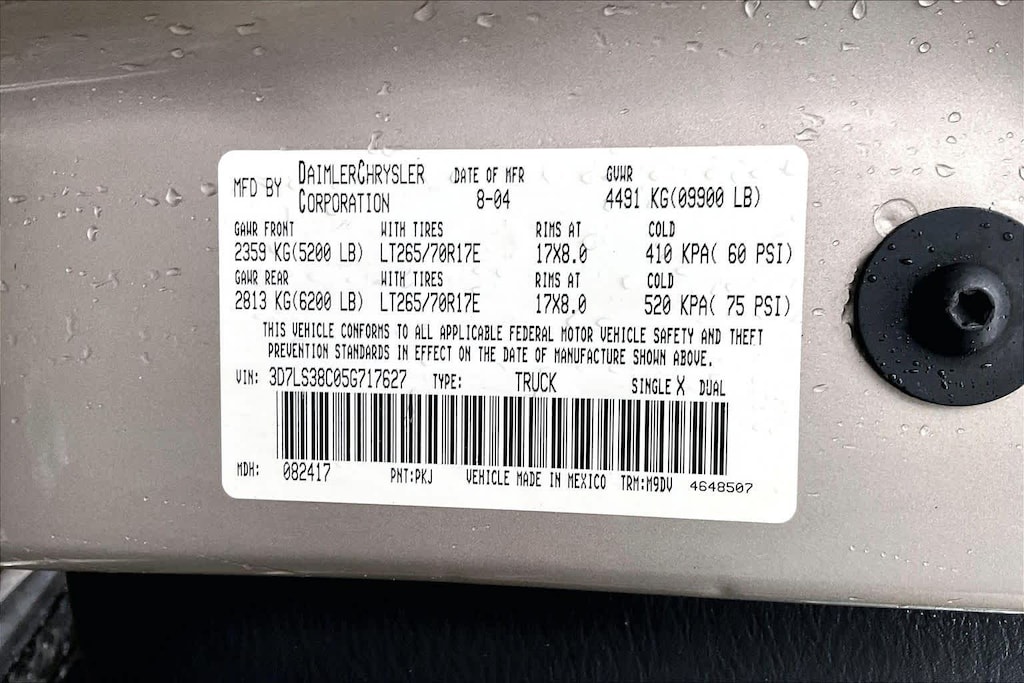 MFD BY DAIMLERCHRYSLER CORPORATION DATE OF MFR 8-04 GVWR 4491 KG(09900 LB)
GAWR FRONT WITH TIRES RIMS AT COLD
2359 KG(5200 LB) LT265/70R17E 17X8.0 410 KPA( 60 PSI)
GAWR REAR WITH TIRES RIMS AT COLD
2813 KG(6200 LB) LT265/70R17E 17X8.0 520 KPA( 75 PSI)
THIS VEHICLE CONFORMS TO ALL APPLICABLE FEDERAL MOTOR VEHICLE SAFETY AND THEFT
PREVENTION STANDARDS IN EFFECT ON THE DATE OF MANUFACTURE SHOWN ABOVE.
VIN: 3D7LS38C05G717627 TYPE: TRUCK SINGLE X DUAL
MDH: 082417 PNT:PKJ VEHICLE MADE IN MEXICO TRM:M9DV 4648507